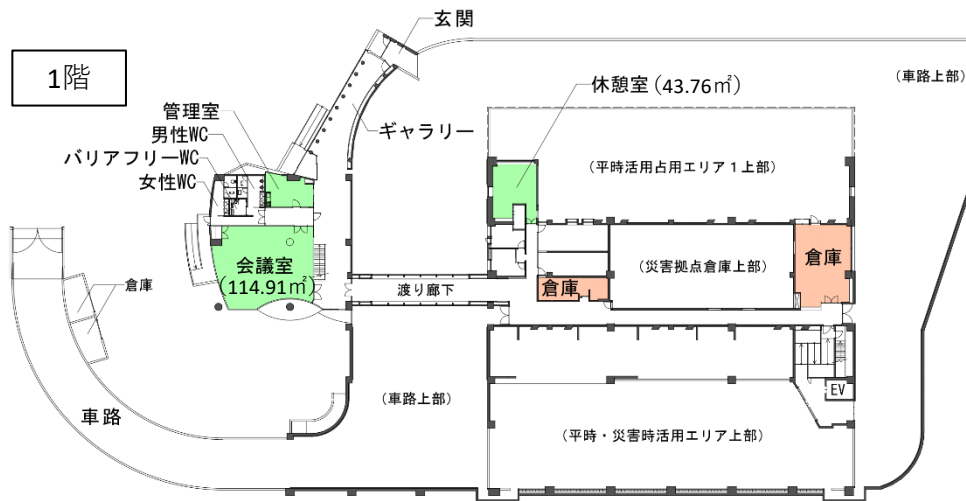 玄関
1階
(車路上部)
休憩室（43.76㎡）
管理室
男性WC
ギャラリー
バリアフリーWC
女性WC
(平時活用占用エリア１上部)
会議室
(114.91㎡)
倉庫
(災害拠点倉庫上部)
倉庫
倉庫
渡り廊下
EV
(車路上部)
車路
(平時・災害時活用エリア上部)